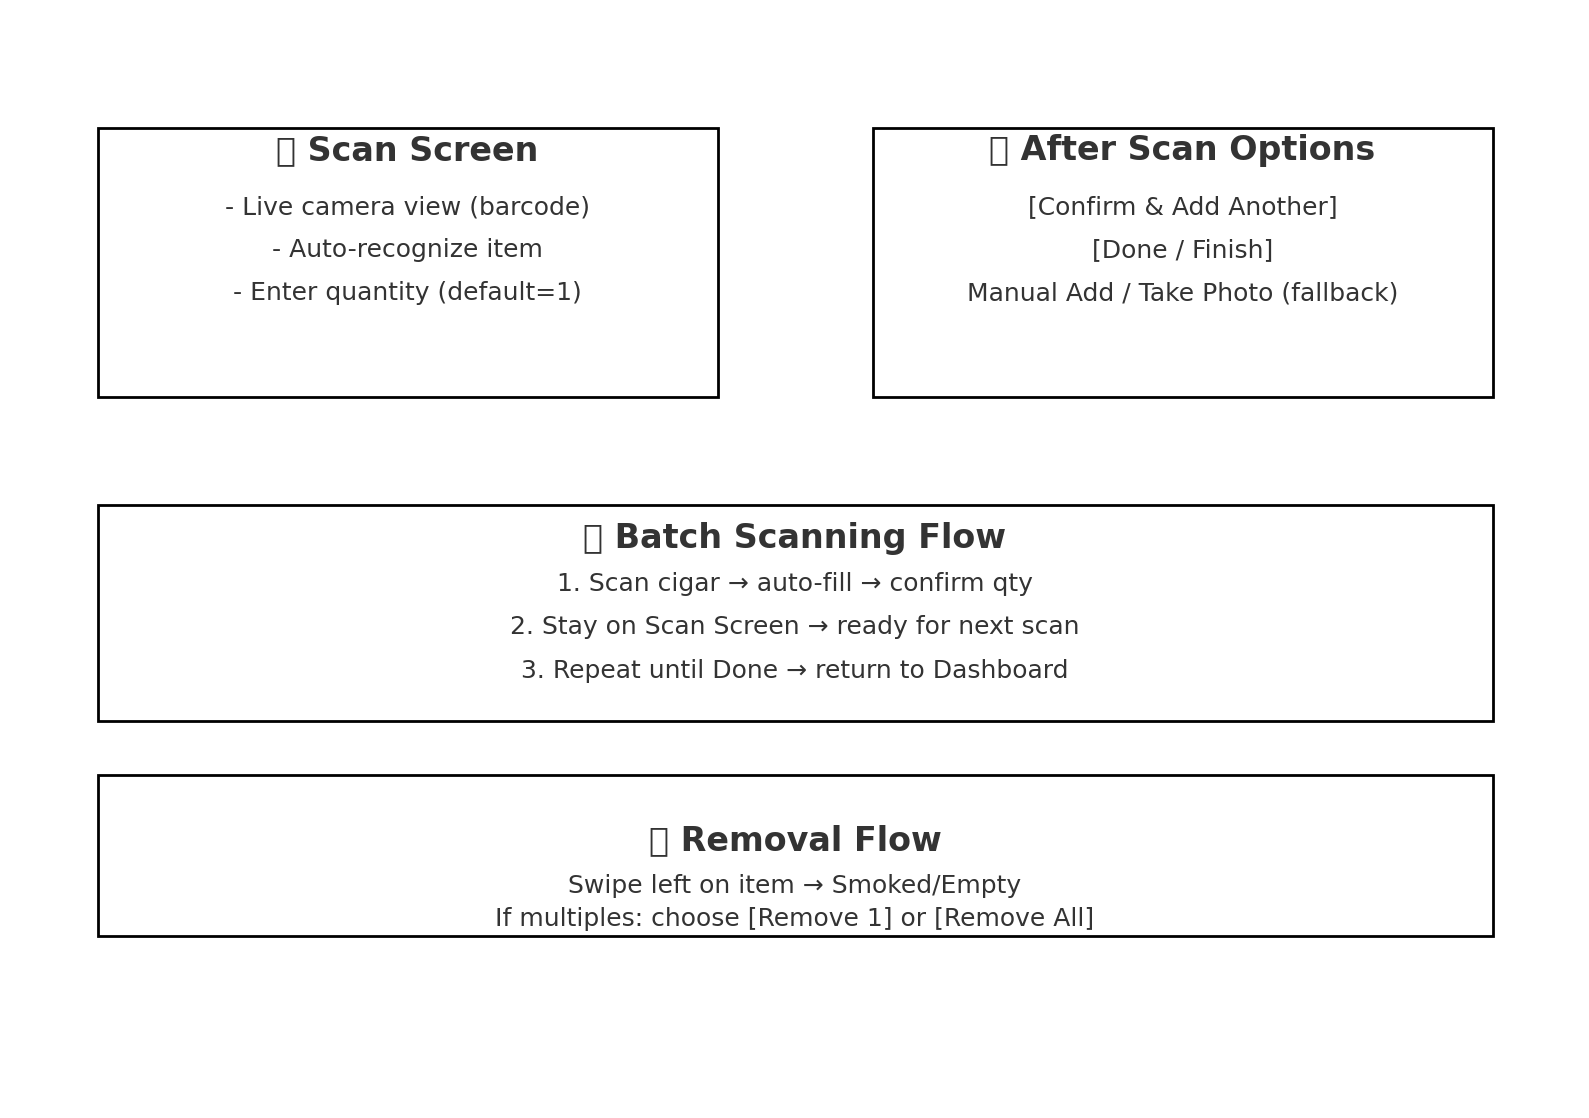 Scan Screen
- Live camera view (barcode)
- Auto-recognize item
- Enter quantity (default=1)
After Scan Options
[Confirm & Add Another]
[Done / Finish]
Manual Add / Take Photo (fallback)
Batch Scanning Flow
1. Scan cigar → auto-fill → confirm qty
2. Stay on Scan Screen → ready for next scan
3. Repeat until Done → return to Dashboard
Removal Flow
Swipe left on item → Smoked/Empty
If multiples: choose [Remove 1] or [Remove All]